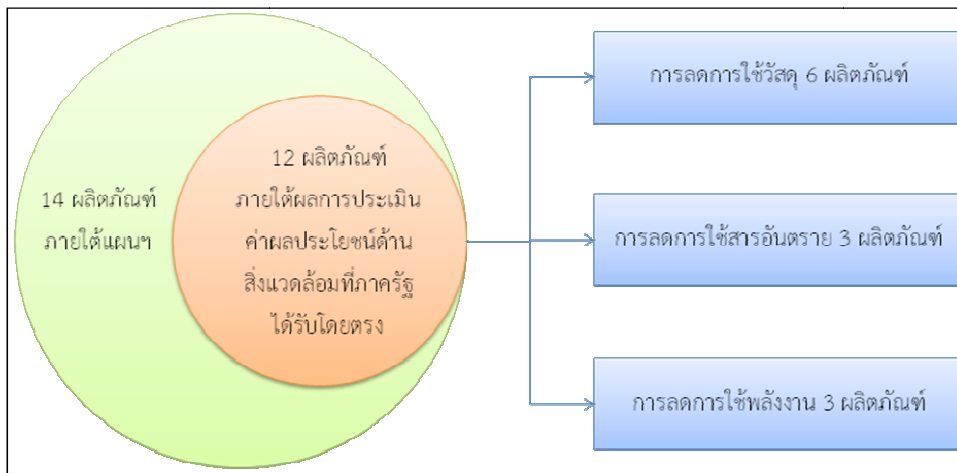 14 ผลิตภัณฑ์
ภายใต้แผนฯ
12 ผลิตภัณฑ์
ภายใต้ผลการประเมิน
ค่าผลประโยชน์ด้าน
สิ่งแวดล้อมที่ภาครัฐ
ได้รับโดยตรง
การลดการใช้วัสดุ 6 ผลิตภัณฑ์
การลดการใช้สารอันตราย 3 ผลิตภัณฑ์
การลดการใช้พลังงาน 3 ผลิตภัณฑ์